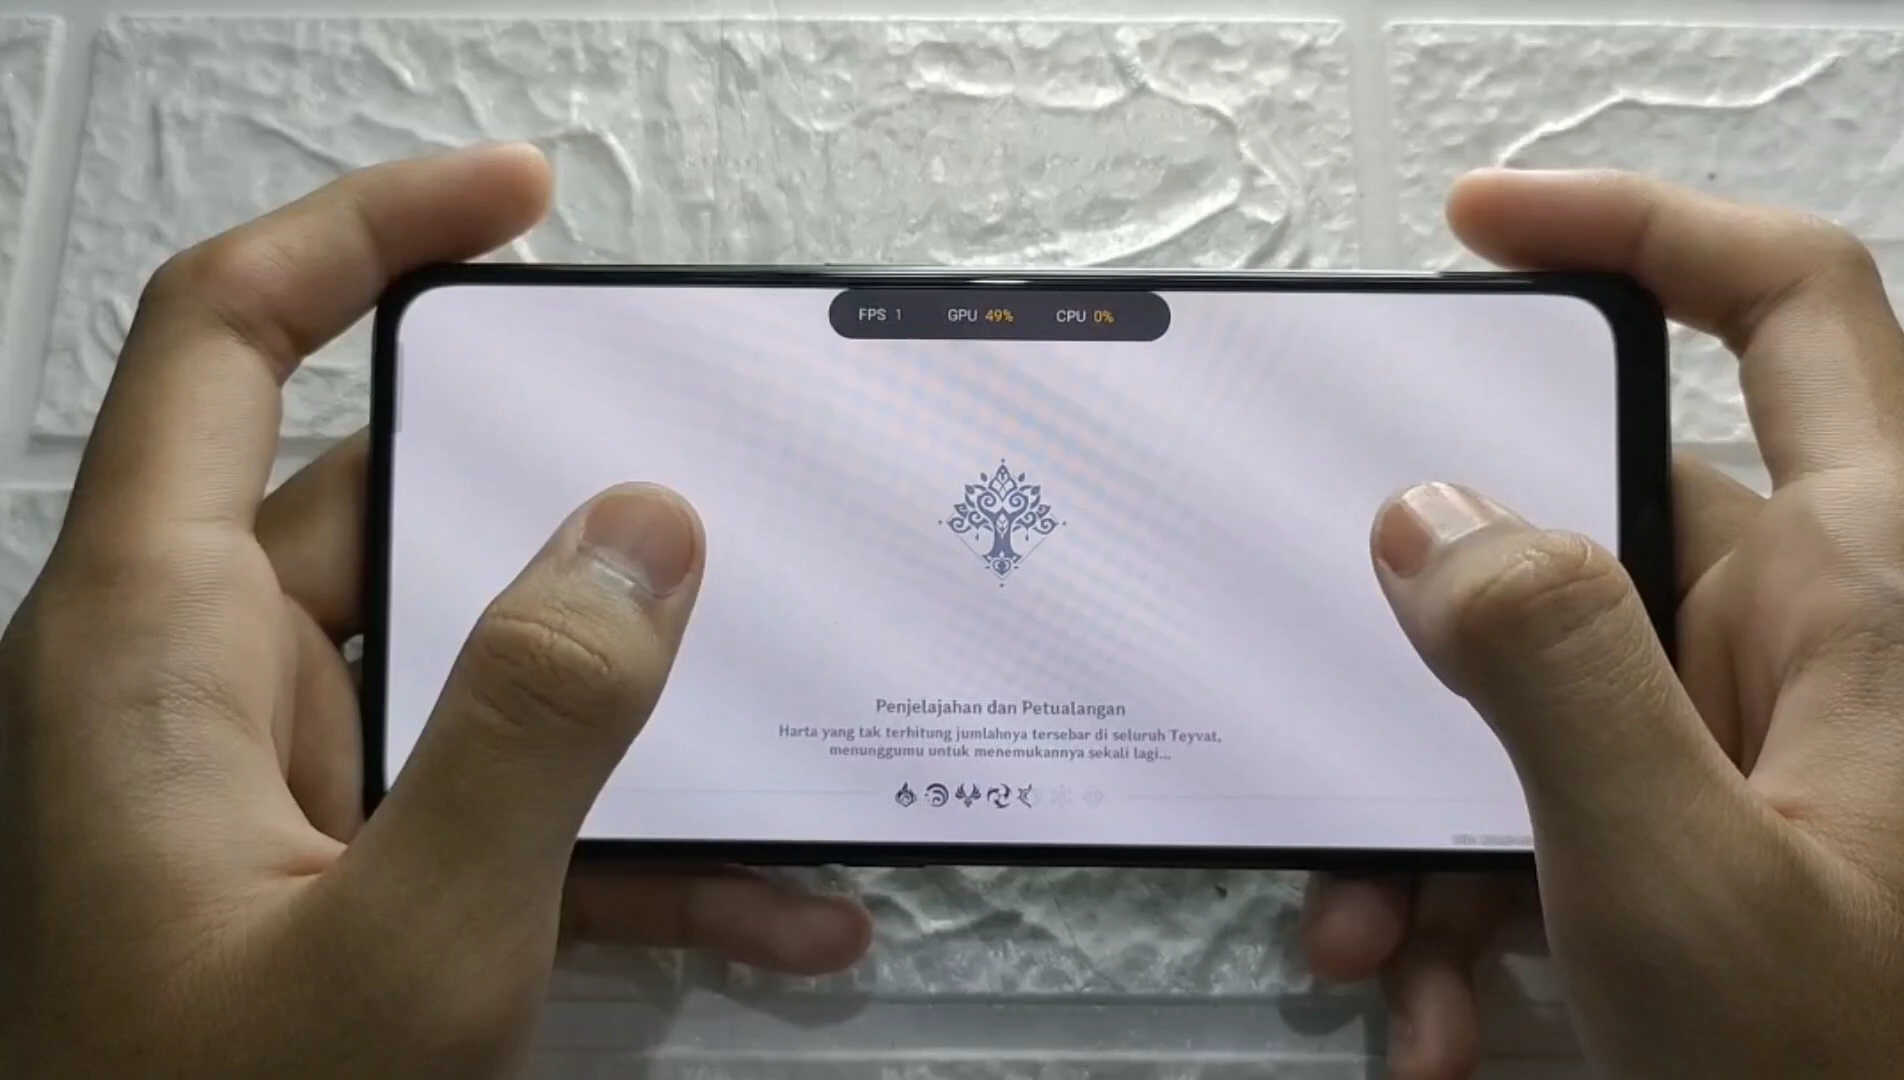 FPS 1 GPU 49% CPU 0%
Penjelajahan dan Petualangan
Harta yang tak terhitung jumlahnya tersebar di seluruh Teyvat,
menunggumu untuk menemukannya sekali lagi...